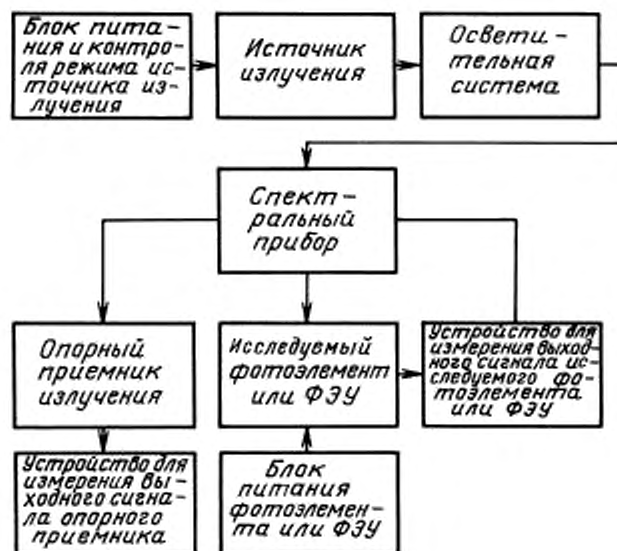 Блок пита-
ния и контро-
ля режима ис-
точника из-
лучения
Источник
излучения
Освети-
тельная
система
Спект-
ральный
прибор
Опорный
приемник
излучения
Исследуемый
фотоэлемент
или ФЭУ
Устройство для
измерения выход-
ного сигнала ис-
следуемого фо-
тоэлемента
или ФЭУ
Устройство для
измерения вы-
ходного сигна-
ла опорного
приемника
Блок
питания
фотоэлемен-
та или ФЭУ